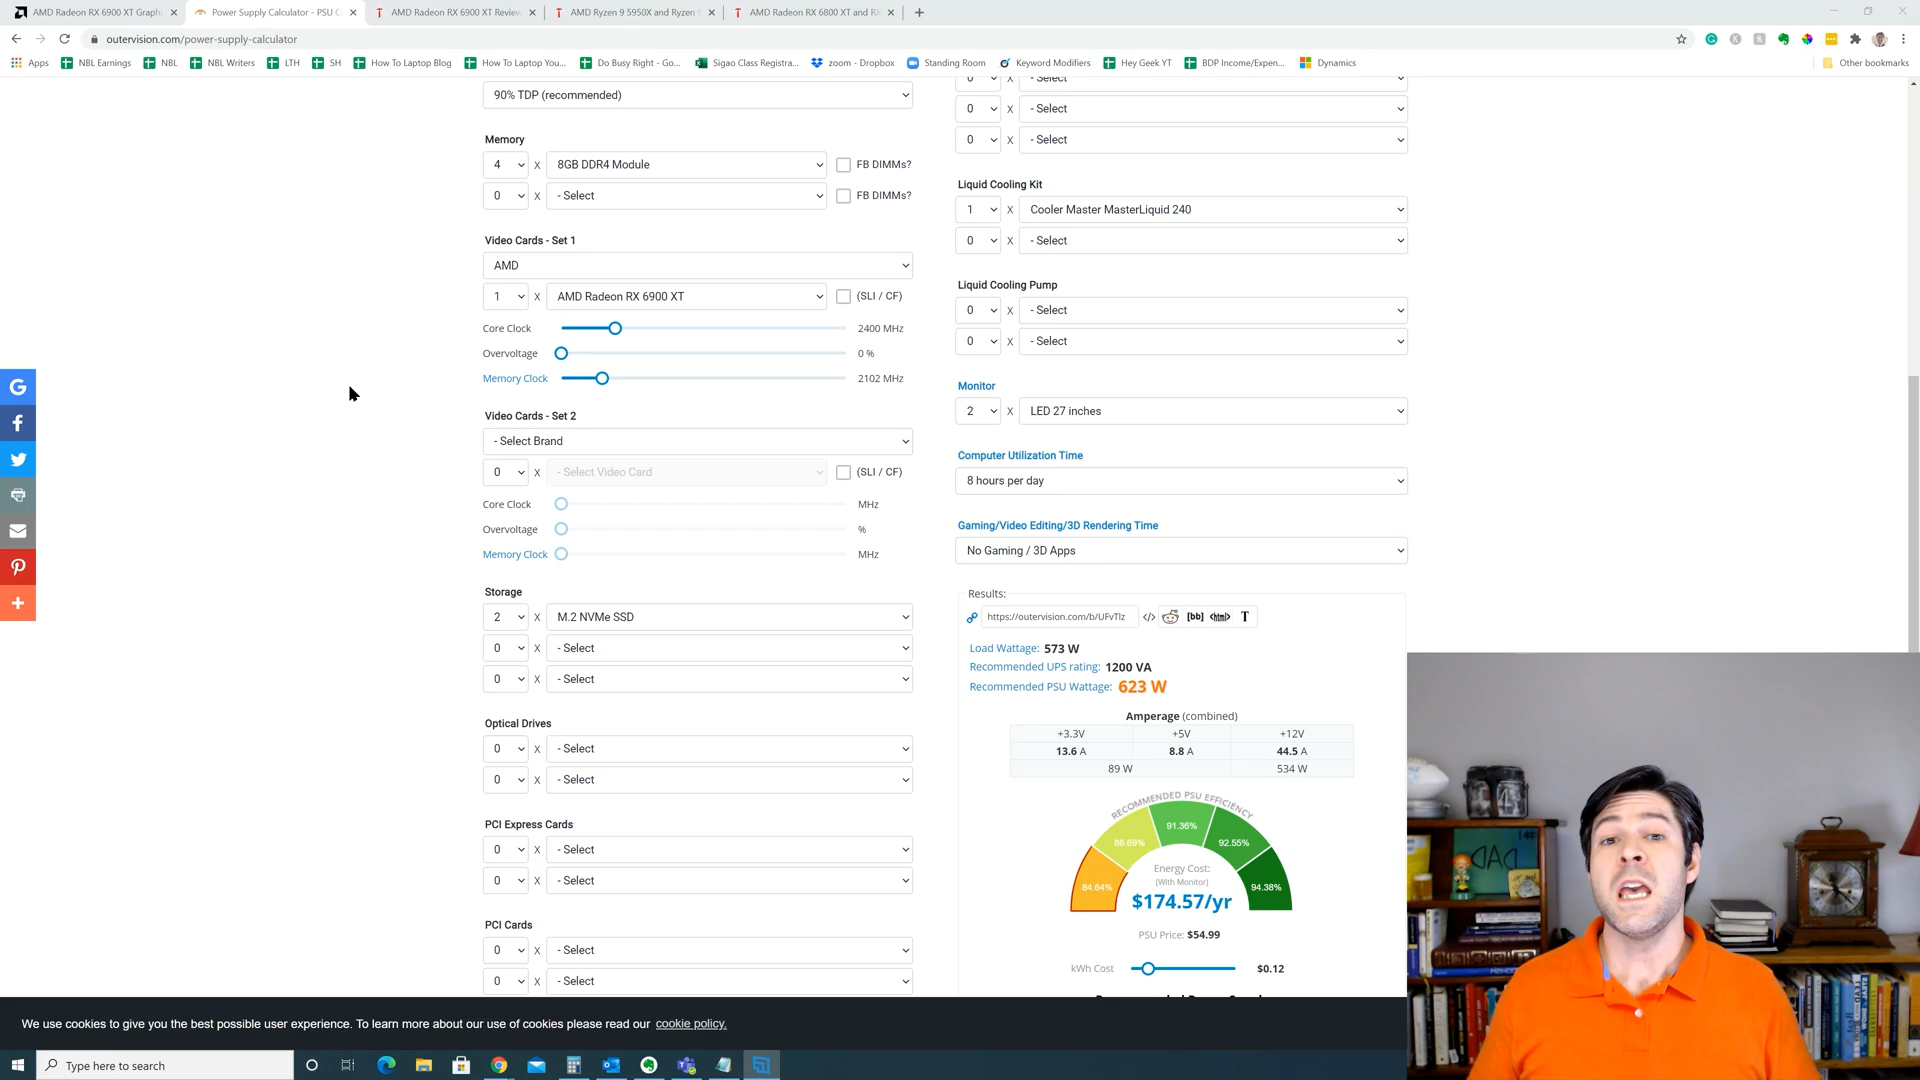 AMD Radeon RX 6900 XT Graphi
Power Supply Calculator - PSU C
AMD Radeon RX 6900 XT Review
AMD Ryzen 9 5950X and Ryzen 9
AMD Radeon RX 6800 XT and RX
outervision.com/power-supply-calculator
Apps
NBL Earnings
NBL
NBL Writers
LTH
SH
How To Laptop Blog
How To Laptop You...
Do Busy Right - Go...
Sigao Class Registra...
zoom - Dropbox
Standing Room
Keyword Modifiers
Hey Geek YT
BDP Income/Expen...
Dynamics
Other bookmarks
90% TDP (recommended)
Memory
4 X 8GB DDR4 Module FB DIMMs?
0 X - Select FB DIMMs?
Video Cards - Set 1
AMD
1 X AMD Radeon RX 6900 XT (SLI / CF)
Core Clock 2400 MHz
Overvoltage 0 %
Memory Clock 2102 MHz
Video Cards - Set 2
- Select Brand
0 X - Select Video Card (SLI / CF)
Core Clock MHz
Overvoltage %
Memory Clock MHz
Storage
2 X M.2 NVMe SSD
0 X - Select
0 X - Select
Optical Drives
0 X - Select
0 X - Select
PCI Express Cards
0 X - Select
0 X - Select
PCI Cards
0 X - Select
0 X - Select
0 X - Select
0 X - Select
0 X - Select
Liquid Cooling Kit
1 X Cooler Master MasterLiquid 240
0 X - Select
Liquid Cooling Pump
0 X - Select
0 X - Select
Monitor
2 X LED 27 inches
Computer Utilization Time
8 hours per day
Gaming/Video Editing/3D Rendering Time
No Gaming / 3D Apps
Results:
https://outervision.com/b/UFvTlz </> [bb] <html> T
Load Wattage: 573 W
Recommended UPS rating: 1200 VA
Recommended PSU Wattage: 623 W
Amperage (combined)
+3.3V +5V +12V
13.6 A 8.8 A 44.5 A
89 W 534 W
RECOMMENDED PSU EFFICIENCY
84.64% 86.69% 91.36% 92.55% 94.38%
Energy Cost:
(With Monitor)
$174.57/yr
PSU Price: $54.99
kWh Cost $0.12
DAD
We use cookies to give you the best possible user experience. To learn more about our use of cookies please read our cookie policy.
Type here to search